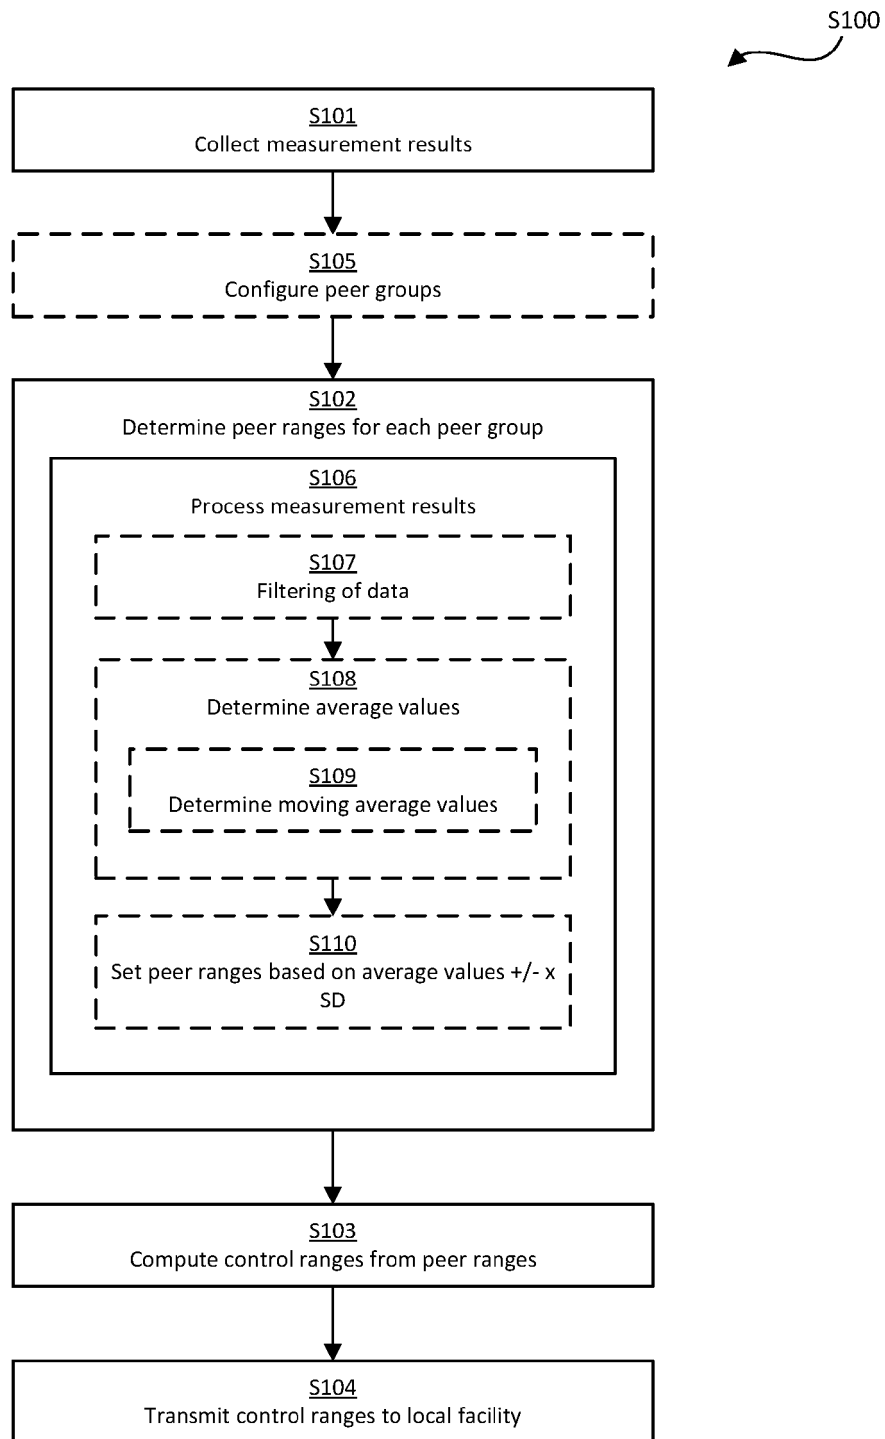 S100
S101
Collect measurement results
S105
Configure peer groups
S102
Determine peer ranges for each peer group
S106
Process measurement results
S107
Filtering of data
S108
Determine average values
S109
Determine moving average values
S110
Set peer ranges based on average values +/- x
SD
S103
Compute control ranges from peer ranges
S104
Transmit control ranges to local facility